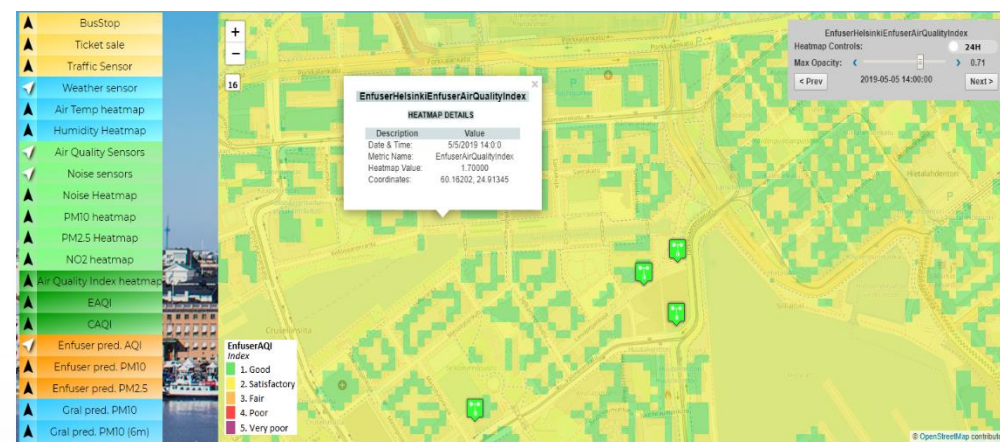 BusStop
Ticket sale
Traffic Sensor
Weather sensor
Air Temp heatmap
Humidity Heatmap
Air Quality Sensors
Noise sensors
Noise Heatmap
PM10 heatmap
PM2.5 Heatmap
NO2 heatmap
Air Quality Index heatmap
EAQI
CAQI
Enfuser pred. AQI
Enfuser pred. PM10
Enfuser pred. PM2.5
Gral pred. PM10
Gral pred. PM10 (6m)
+
−
16
EnfuserHelsinkiEnfuserAirQualityIndex
×
HEATMAP DETAILS
Description Value
Date & Time: 5/5/2019 14:0:0
Metric Name: EnfuserAirQualityIndex
Heatmap Value: 1.70000
Coordinates: 60.16202, 24.91345
EnfuserHelsinkiEnfuserAirQualityIndex
Heatmap Controls: 24H
Max Opacity: 0.71
< Prev 2019-05-05 14:00:00 Next >
Porkkalankatu
Hietalahdentori
Cruselinsilta
EnfuserAQI
Index
1. Good
2. Satisfactory
3. Fair
4. Poor
5. Very poor
© OpenStreetMap contribut